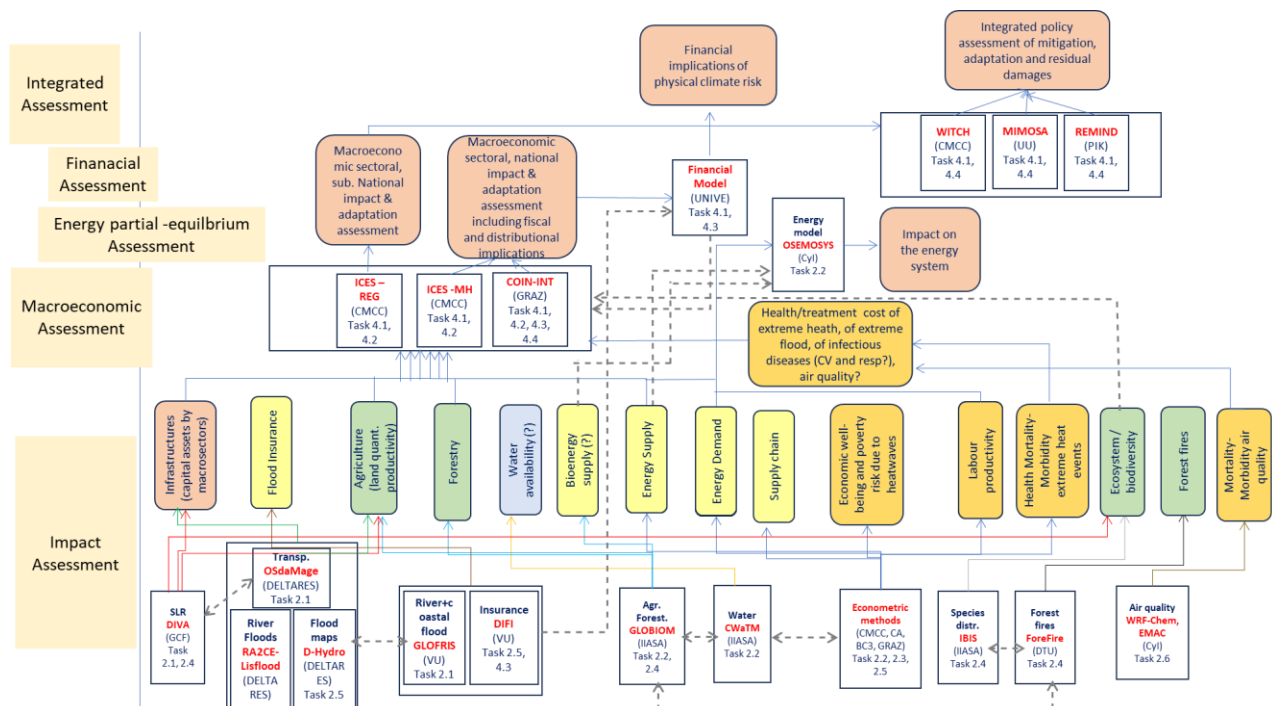 Integrated
Assessment
Finanacial
Assessment
Energy partial -equilbrium
Assessment
Macroeconomic
Assessment
Impact
Assessment
Financial
implications of
physical climate risk
Integrated policy
assessment of mitigation,
adaptation and residual
damages
Macroecono
mic sectoral,
sub. National
impact &
adaptation
assessment
Macroeconomic
sectoral, national
impact &
adaptation
assessment
including fiscal
and distributional
implications
Financial
Model
(UNIVE)
Task 4.1,
4.3
WITCH
(CMCC)
Task 4.1,
4.4
MIMOSA
(UU)
Task 4.1,
4.4
REMIND
(PIK)
Task 4.1,
4.4
Energy
model
OSEMOSYS
(CyI)
Task 2.2
Impact on
the energy
system
ICES –
REG
(CMCC)
Task 4.1,
4.2
ICES -MH
(CMCC)
Task 4.1,
4.2
COIN-INT
(GRAZ)
Task 4.1,
4.2, 4.3,
4.4
Health/treatment cost of
extreme heath, of extreme
flood, of infectious
diseases (CV and resp?),
air quality?
Infrastructures
(capital assets by
macrosectors)
Flood Insurance
Agriculture
(land quant.
productivity)
Forestry
Water
availability (?)
Bioenergy
supply (?)
Energy Supply
Energy Demand
Supply chain
Economic well-
being and poverty
risk due to
heatwaves
Labour
productivity
Health Mortality-
Morbidity
extreme heat
events
Ecosystem /
biodiversity
Forest fires
Mortality-
Morbidity air
quality
SLR
DIVA
(GCF)
Task
2.1, 2.4
Transp.
OSdaMage
(DELTARES)
Task 2.1
River
Floods
RA2CE-
Lisflood
(DELTA
RES)
Flood
maps
D-Hydro
(DELTAR
ES)
Task 2.5
River+c
oastal
flood
GLOFRIS
(VU)
Task 2.1
Insurance
DIFI
(VU)
Task 2.5,
4.3
Agr.
Forest.
GLOBIOM
(IIASA)
Task 2.2,
2.4
Water
CWaTM
(IIASA)
Task 2.2
Econometric
methods
(CMCC, CA,
BC3, GRAZ)
Task 2.2, 2.3,
2.5
Species
distr.
IBIS
(IIASA)
Task 2.4
Forest
fires
ForeFire
(DTU)
Task 2.4
Air quality
WRF-Chem,
EMAC
(CyI)
Task 2.6